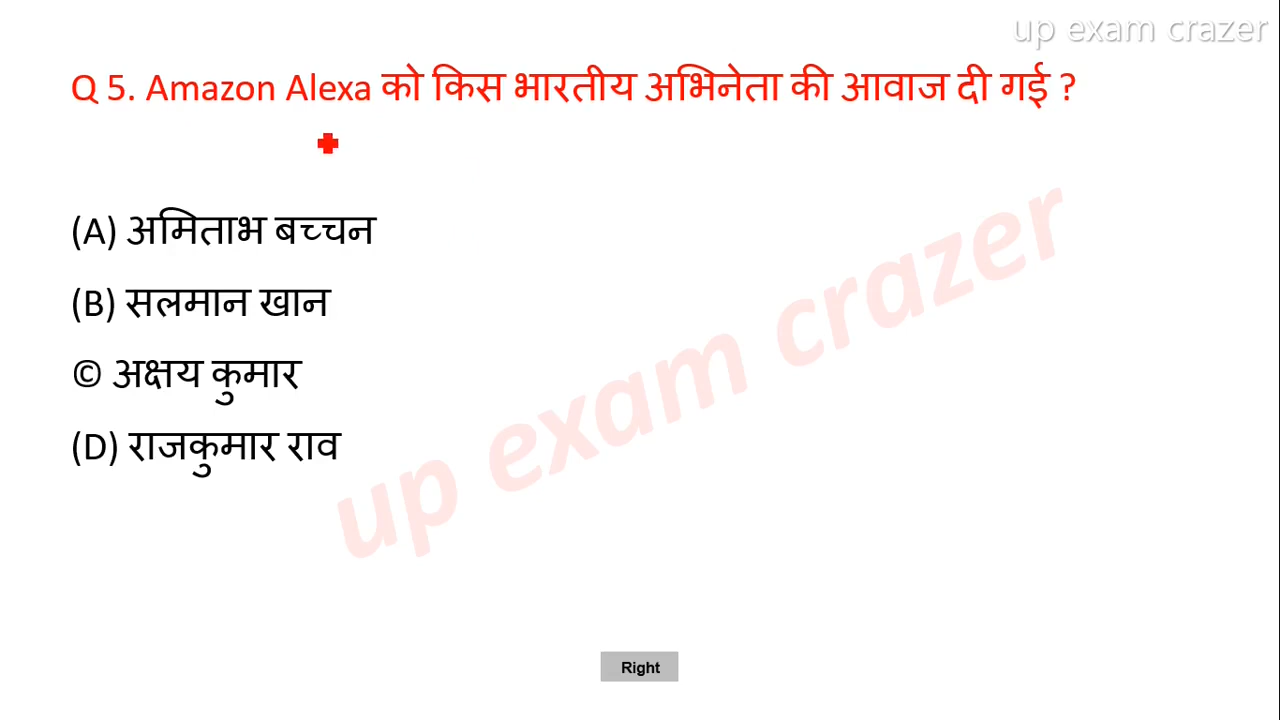 up exam crazer
Q 5. Amazon Alexa को किस भारतीय अभिनेता की आवाज दी गई ?
(A) अमिताभ बच्चन
(B) सलमान खान
© अक्षय कुमार
(D) राजकुमार राव
up exam crazer
Right